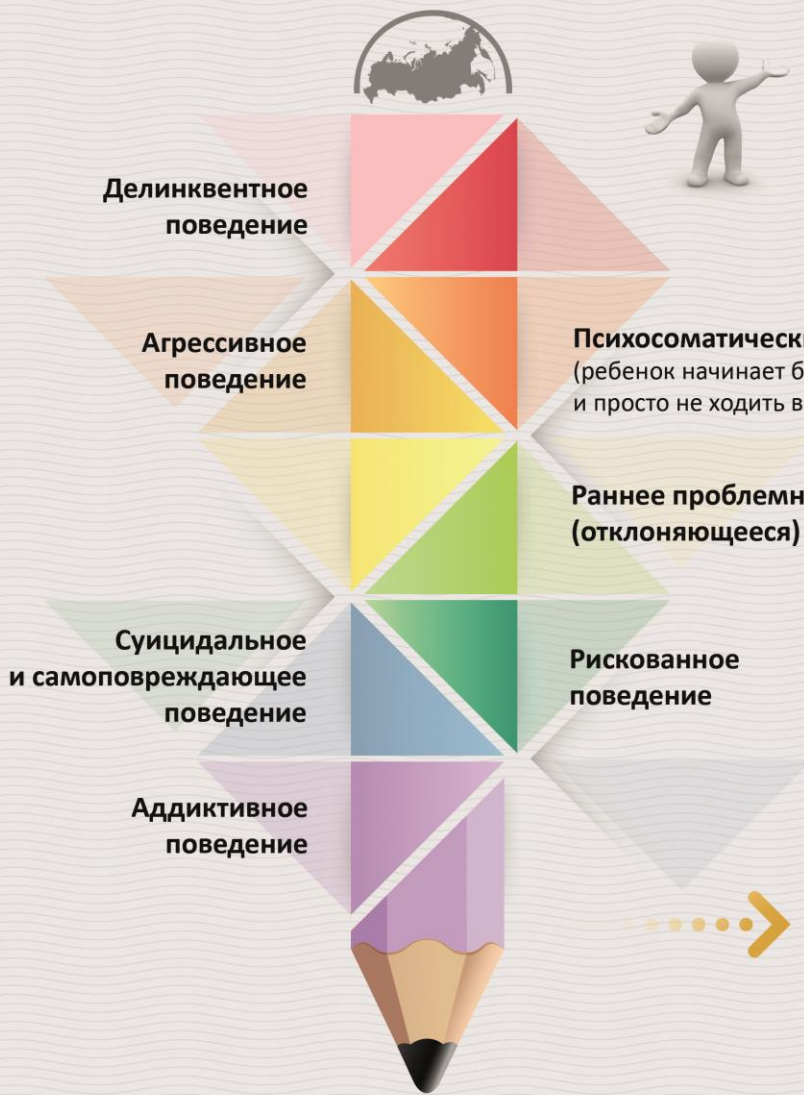 Делинквентное
поведение
Агрессивное
поведение
(ребенок начинает
и просто не ходить
Раннее
(отклоняющееся)
Суицидальное
и самоповреждающее
поведение
Рискованное
поведение
Аддиктивное
поведение